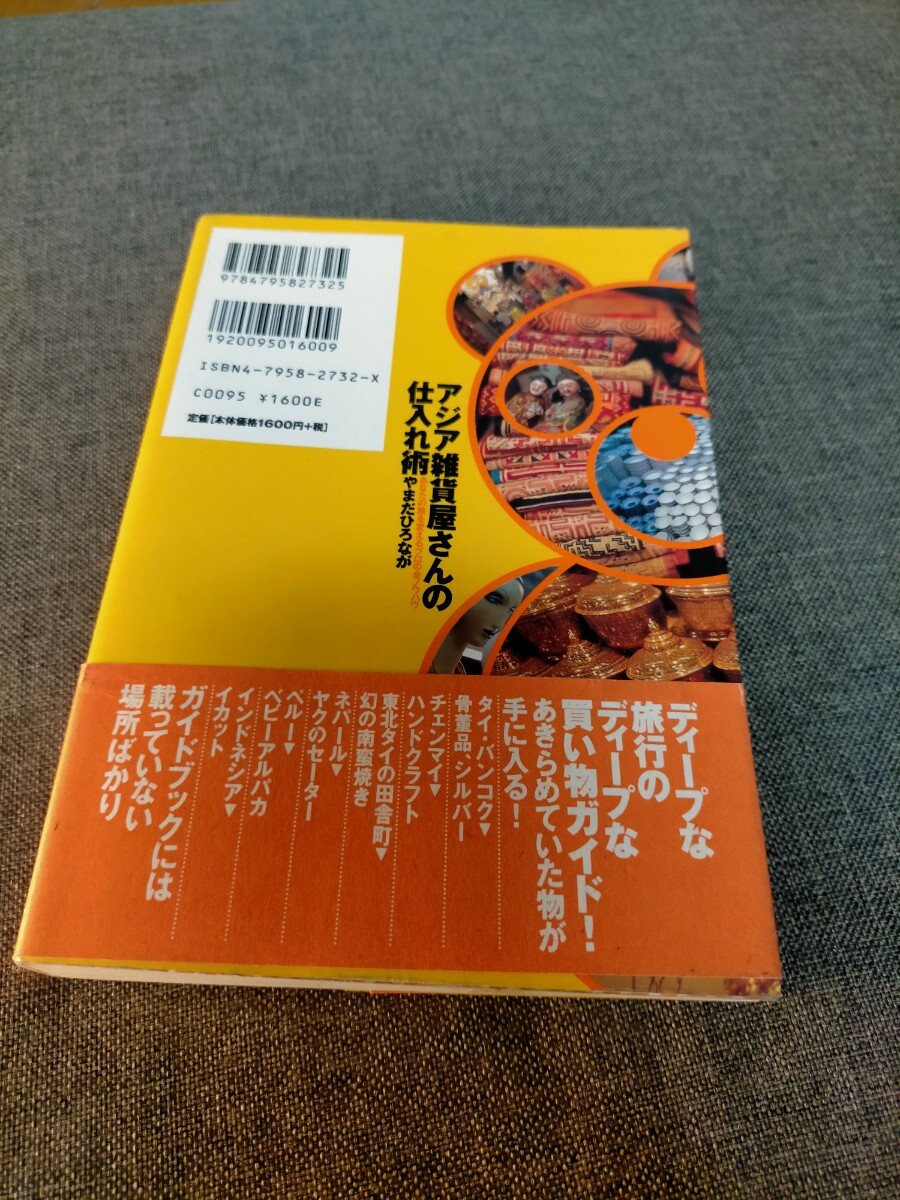 9784795827325
1920095016009
ISBN4-7958-2732-X
C0095 ¥1600E
定価[本体価格1600円+税]
アジア雑貨屋さんの
仕入れ術
やまだひろなが
ディープな
旅行の
ディープな
買い物ガイド!
あきらめていた物が
手に入る!
タイ・バンコク▼
骨董品、シルバー
チェンマイ▼
ハンドクラフト
東北タイの田舎町▼
幻の南蛮焼き
ネパール▼
ヤクのセーター
ペルー▼
ベビーアルパカ
インドネシア▼
イカット
ガイドブックには
載っていない
場所ばかり